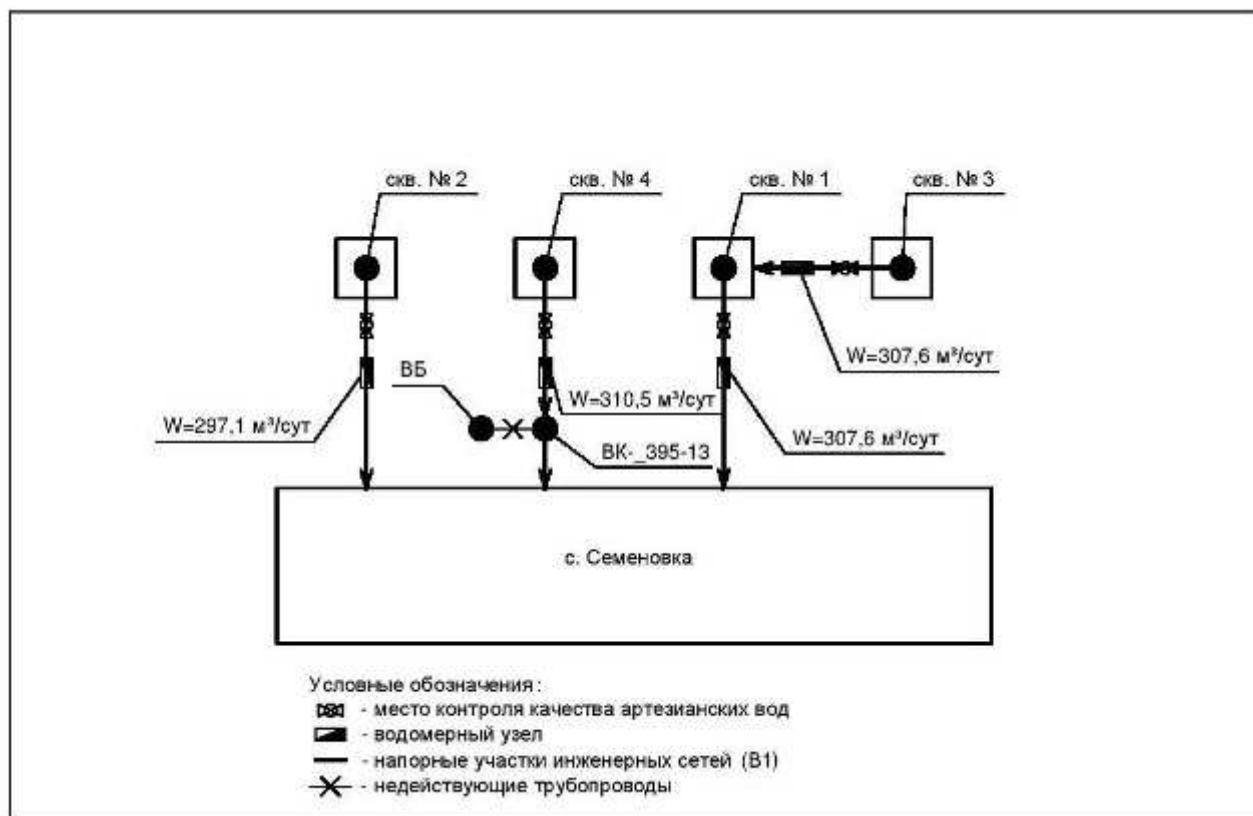 скв. № 2
скв. № 4
скв. № 1
скв. № 3
W=307,6 м³/сут
ВБ
W=310,5 м³/сут
W=297,1 м³/сут
W=307,6 м³/сут
ВК-_395-13
с. Семеновка
Условные обозначения:
- место контроля качества артезианских вод
- водомерный узел
- напорные участки инженерных сетей (В1)
- недействующие трубопроводы